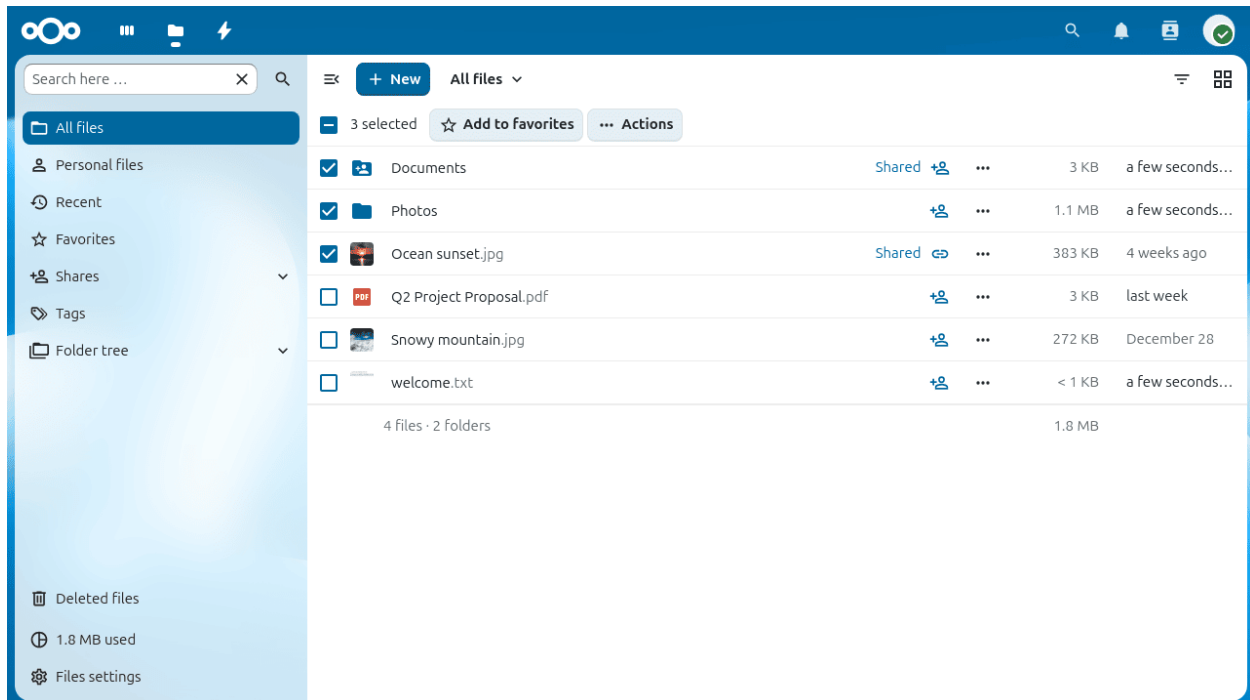 Search here …
New
All files
All files
3 selected
Add to favorites
Actions
Personal files
Documents
Shared
3 KB
a few seconds…
Recent
Photos
1.1 MB
a few seconds…
Favorites
Ocean sunset.jpg
Shared
383 KB
4 weeks ago
Shares
Q2 Project Proposal.pdf
PDF
3 KB
last week
Tags
Snowy mountain.jpg
272 KB
December 28
Folder tree
welcome.txt
< 1 KB
a few seconds…
4 files · 2 folders
1.8 MB
Deleted files
1.8 MB used
Files settings